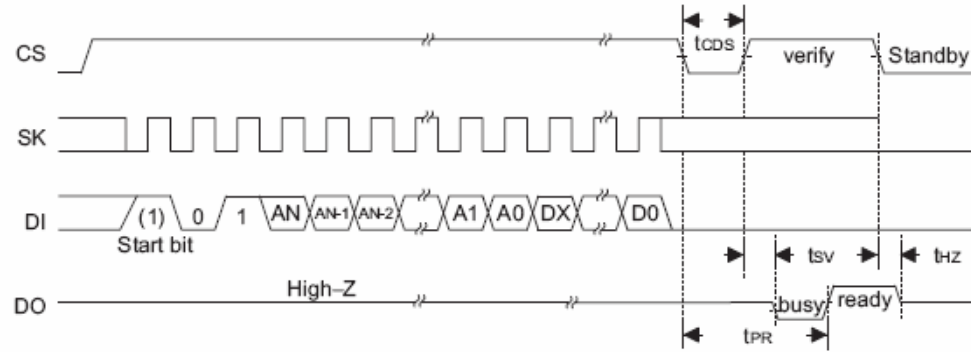 CS tCDS verify Standby
SK
DI (1) 0 1 AN AN-1 AN-2 A1 A0 DX D0
Start bit
tSV tHZ
High–Z
DO busy ready
tPR